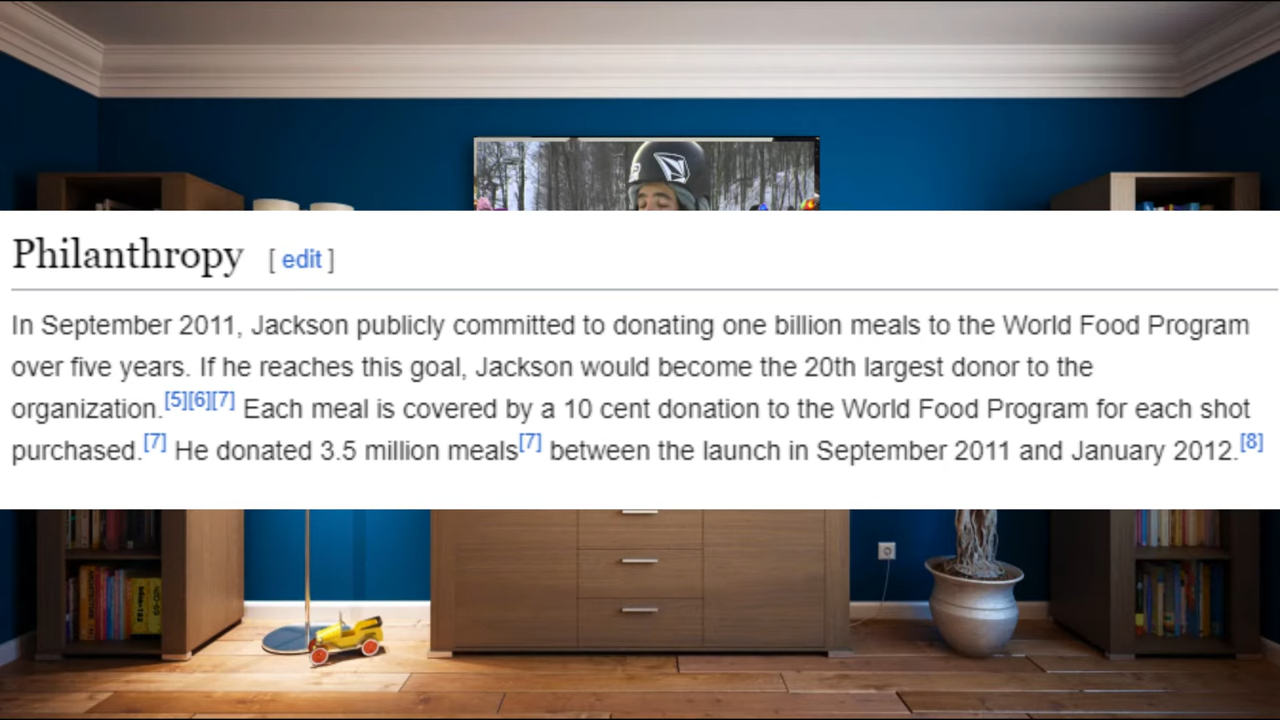 Philanthropy [ edit ]
In September 2011, Jackson publicly committed to donating one billion meals to the World Food Program
over five years. If he reaches this goal, Jackson would become the 20th largest donor to the
organization.[5][6][7] Each meal is covered by a 10 cent donation to the World Food Program for each shot
purchased.[7] He donated 3.5 million meals[7] between the launch in September 2011 and January 2012.[8]